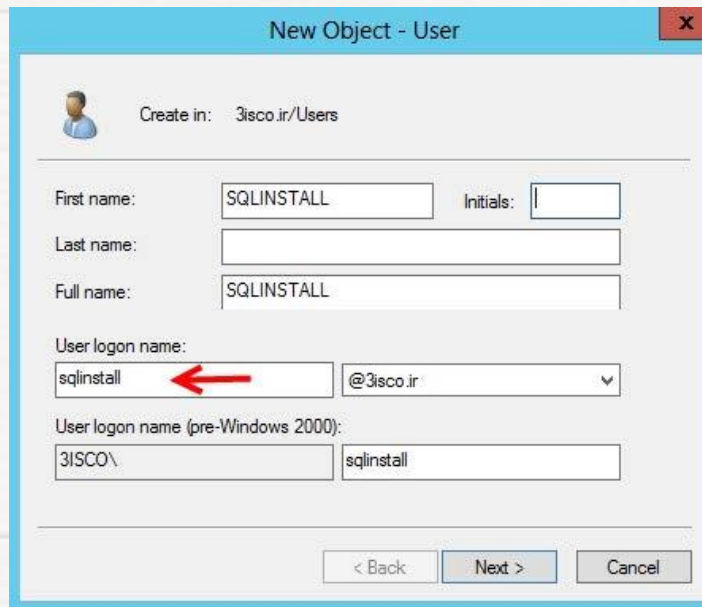 New Object - User
x
Create in: 3isco.ir/Users
First name: SQLINSTALL Initials:
Last name:
Full name: SQLINSTALL
User logon name:
sqlinstall @3isco.ir
User logon name (pre-Windows 2000):
3ISCO\ sqlinstall
< Back Next > Cancel